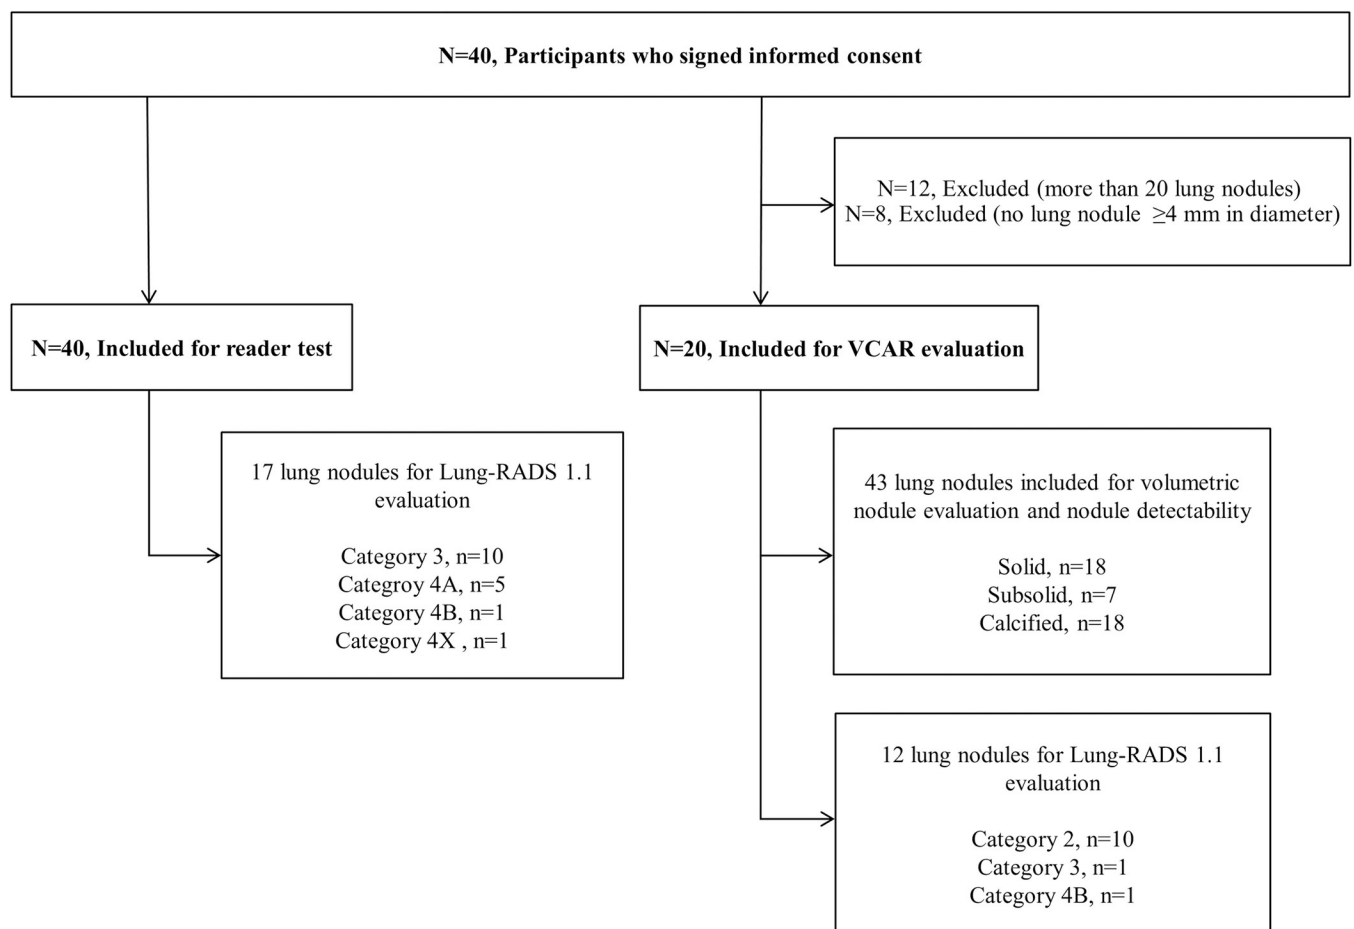 N=40, Participants who signed informed consent
N=12, Excluded (more than 20 lung nodules)
N=8, Excluded (no lung nodule ≥4 mm in diameter)
N=40, Included for reader test
N=20, Included for VCAR evaluation
17 lung nodules for Lung-RADS 1.1
evaluation
Category 3, n=10
Categroy 4A, n=5
Category 4B, n=1
Category 4X , n=1
43 lung nodules included for volumetric
nodule evaluation and nodule detectability
Solid, n=18
Subsolid, n=7
Calcified, n=18
12 lung nodules for Lung-RADS 1.1
evaluation
Category 2, n=10
Category 3, n=1
Category 4B, n=1